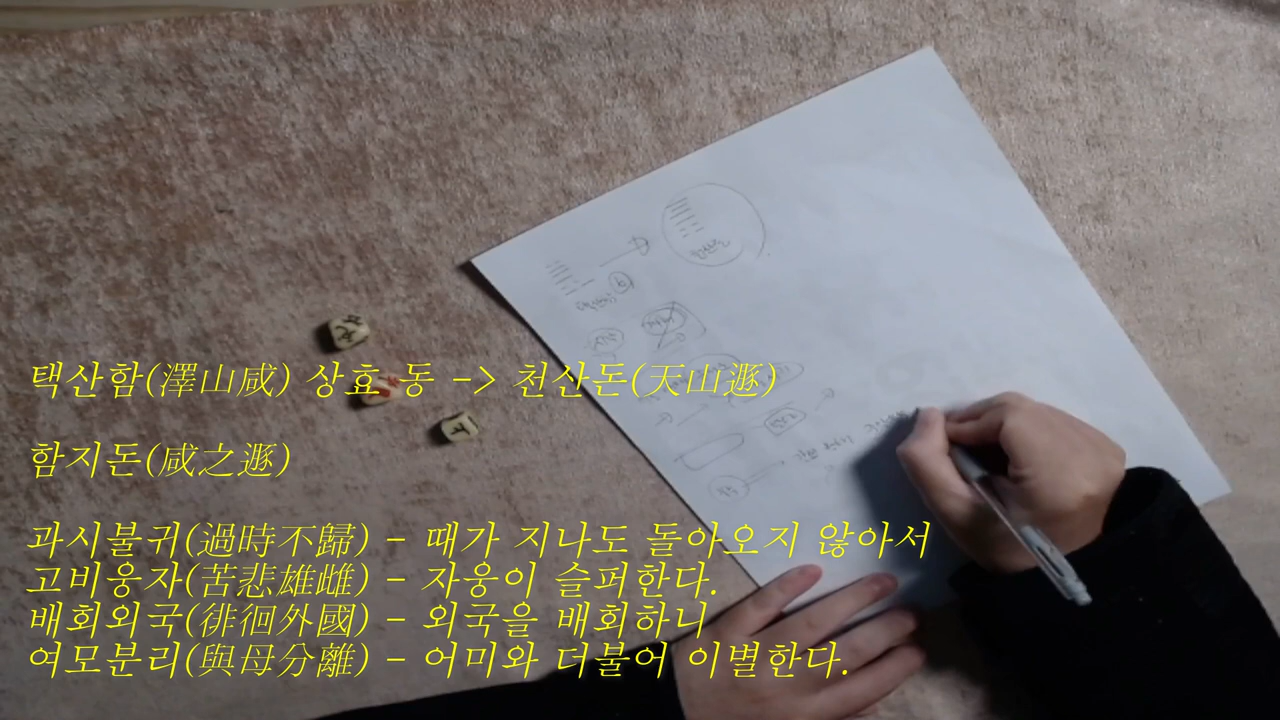 택산함(澤山咸) 상효 동 -> 천산돈(天山遯)
함지돈(咸之遯)
과시불귀(過時不歸) - 때가 지나도 돌아오지 않아서
고비웅자(苦悲雄雌) - 자웅이 슬퍼한다.
배회외국(徘徊外國) - 외국을 배회하니
여모분리(與母分離) - 어미와 더불어 이별한다.